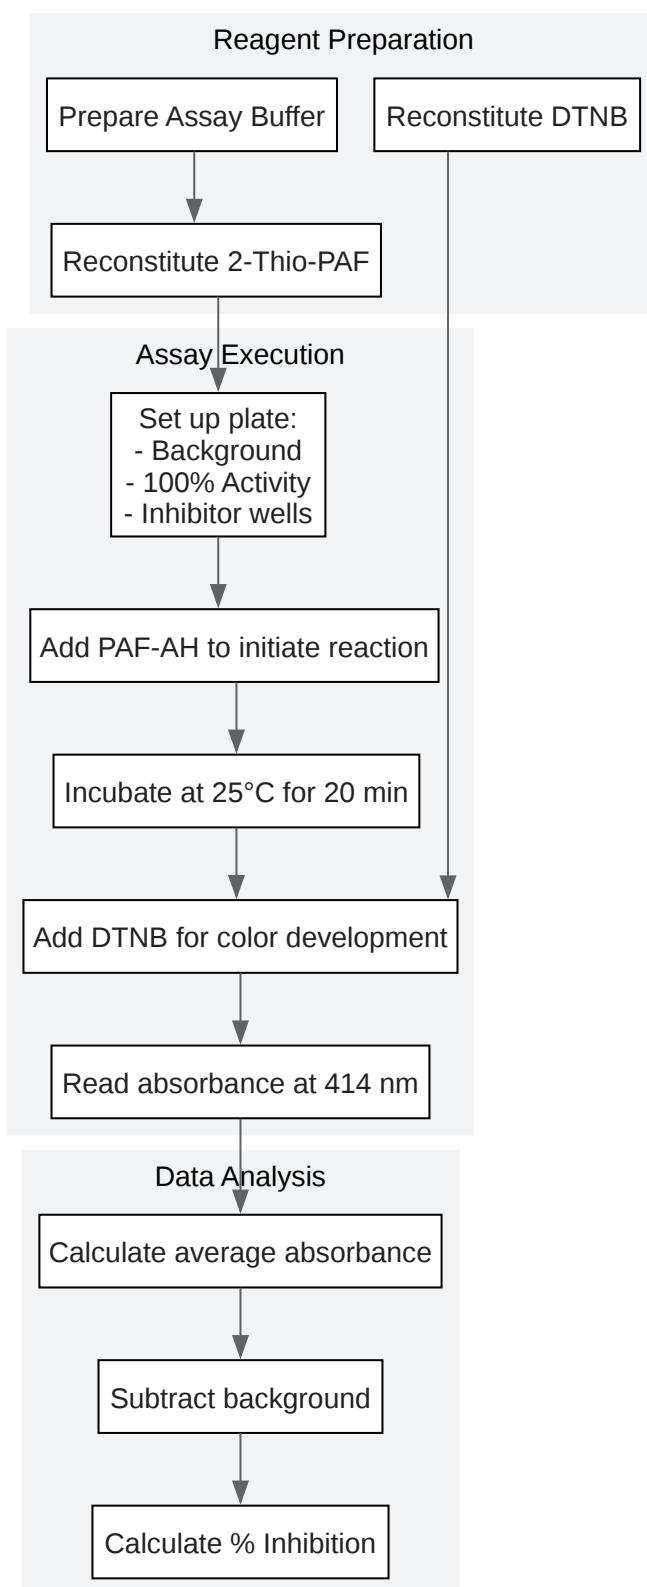 Reagent Preparation
Prepare Assay Buffer
Reconstitute DTNB
Reconstitute 2-Thio-PAF
Assay Execution
Set up plate:
- Background
- 100% Activity
- Inhibitor wells
Add PAF-AH to initiate reaction
Incubate at 25°C for 20 min
Add DTNB for color development
Read absorbance at 414 nm
Data Analysis
Calculate average absorbance
Subtract background
Calculate % Inhibition